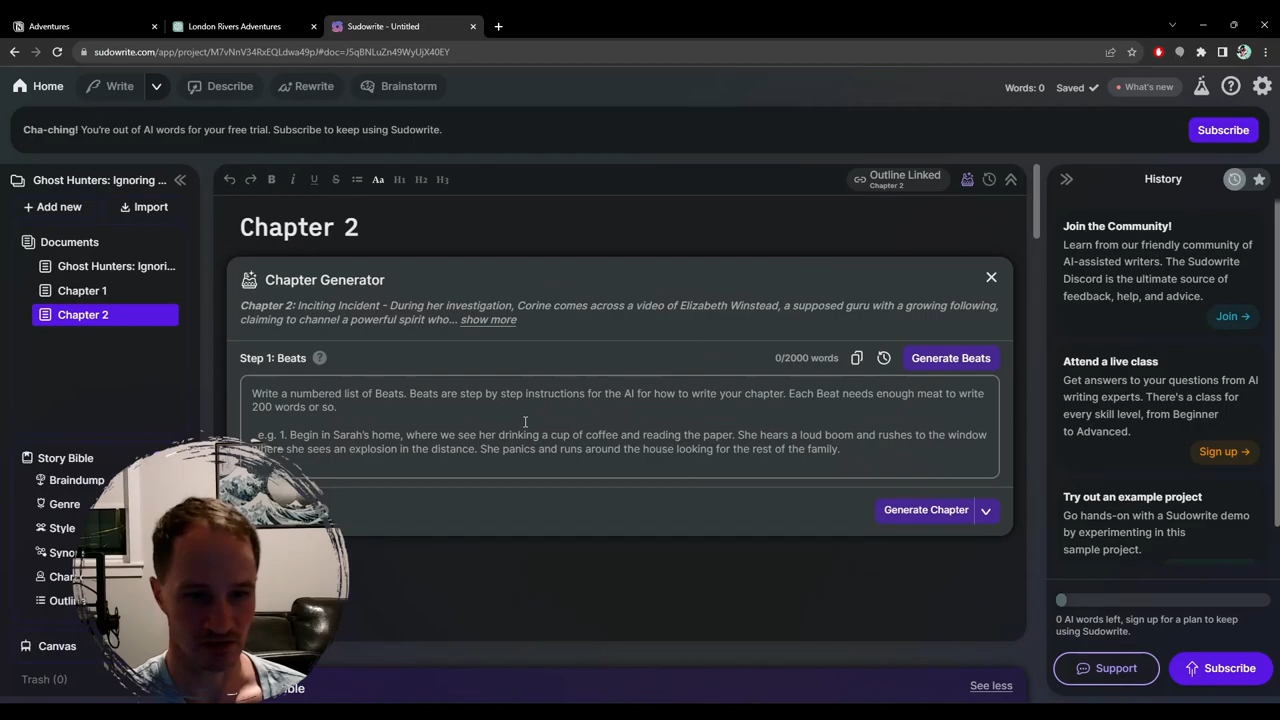 Adventures
London Rivers Adventures
Sudowrite - Untitled
sudowrite.com/app/project/M7vNnV34RxEQLdwa49pJ#doc=J5qBNLuZn49WyUjX40EY
Home
Write
Describe
Rewrite
Brainstorm
Words: 0
Saved
What's new
Cha-ching! You're out of AI words for your free trial. Subscribe to keep using Sudowrite.
Subscribe
Ghost Hunters: Ignoring ...
+ Add new
Import
Documents
Ghost Hunters: Ignori...
Chapter 1
Chapter 2
Story Bible
Braindump
Genre
Style
Canvas
Trash (0)
B i U S Aa H1 H2 H3
Outline Linked
Chapter 2
Chapter 2
Chapter Generator
Chapter 2: Inciting Incident - During her investigation, Corine comes across a video of Elizabeth Winstead, a supposed guru with a growing following,
claiming to channel a powerful spirit who... show more
Step 1: Beats ?
0/2000 words
Generate Beats
Write a numbered list of Beats. Beats are step by step instructions for the AI for how to write your chapter. Each Beat needs enough meat to write
200 words or so.
e.g. 1. Begin in Sarah's home, where we see her drinking a cup of coffee and reading the paper. She hears a loud boom and rushes to the window
she sees an explosion in the distance. She panics and runs around the house looking for the rest of the family.
Generate Chapter
See less
History
Join the Community!
Learn from our friendly community of
AI-assisted writers. The Sudowrite
Discord is the ultimate source of
feedback, help, and advice.
Join →
Attend a live class
Get answers to your questions from AI
writing experts. There's a class for
every skill level, from Beginner
to Advanced.
Sign up →
Try out an example project
Go hands-on with a Sudowrite demo
by experimenting in this
sample project.
0 AI words left, sign up for a plan to keep
using Sudowrite.
Support
Subscribe